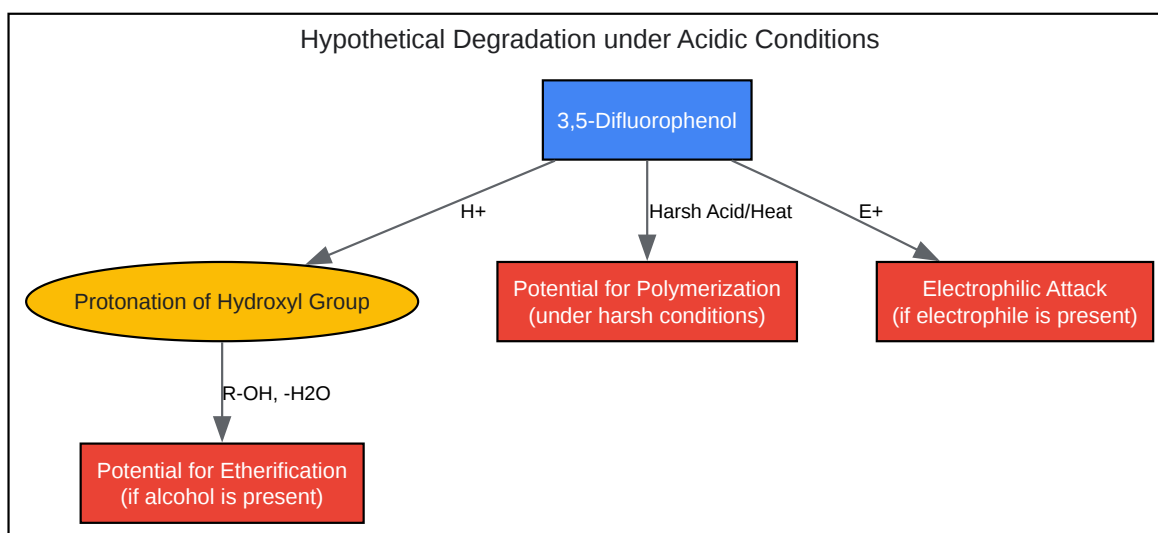 Hypothetical Degradation under Acidic Conditions
3,5-Difluorophenol
H+
Harsh Acid/Heat
E+
Protonation of Hydroxyl Group
Potential for Polymerization
(under harsh conditions)
Electrophilic Attack
(if electrophile is present)
R-OH, -H2O
Potential for Etherification
(if alcohol is present)